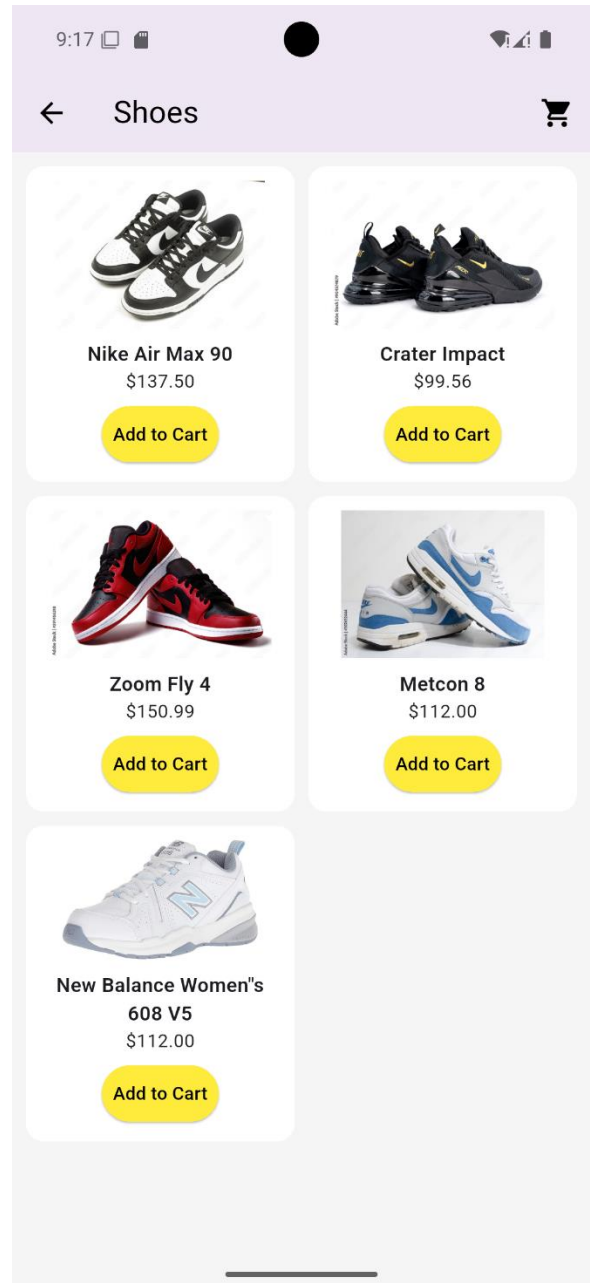 9:17
Shoes
Nike Air Max 90
$137.50
Add to Cart
Crater Impact
$99.56
Add to Cart
Zoom Fly 4
$150.99
Add to Cart
Metcon 8
$112.00
Add to Cart
New Balance Women"s
608 V5
$112.00
Add to Cart